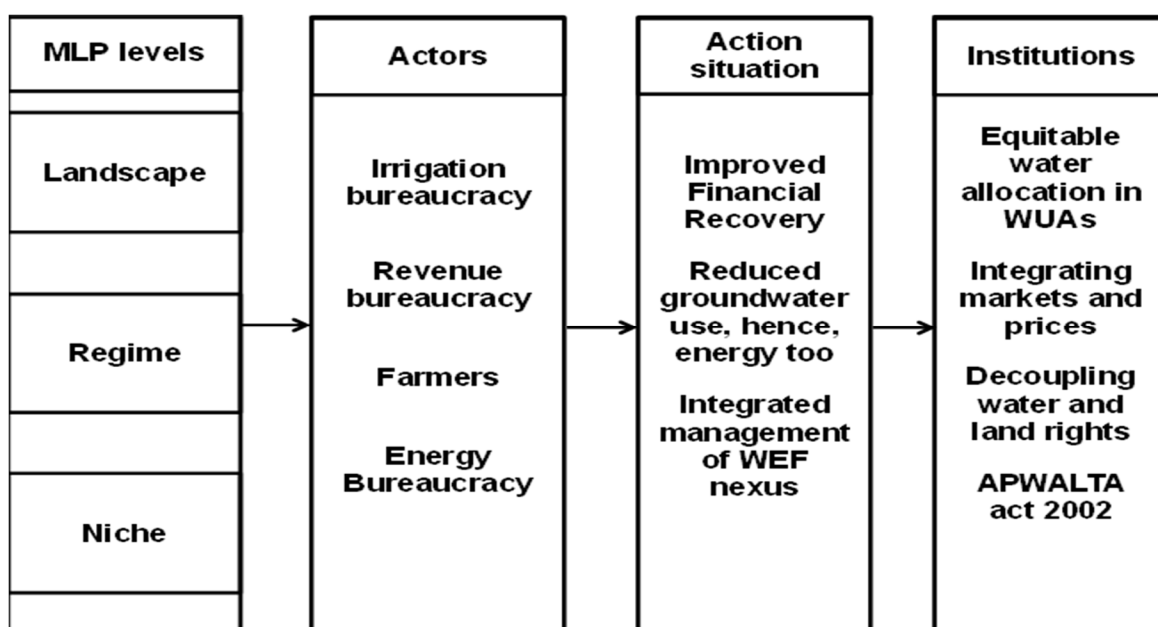 MLP levels
Landscape
Regime
Niche
Actors
Irrigation
bureaucracy
Revenue
bureaucracy
Farmers
Energy
Bureaucracy
Action
situation
Improved
Financial
Recovery
Reduced
groundwater
use, hence,
energy too
Integrated
management
of WEF
nexus
Institutions
Equitable
water
allocation in
WUAs
Integrating
markets and
prices
Decoupling
water and
land rights
APWALTA
act 2002